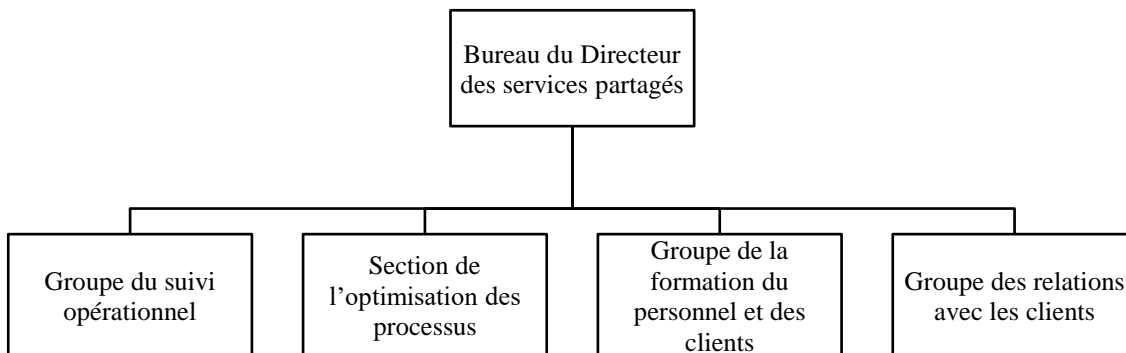 Bureau du Directeur
des services partagés
Groupe du suivi
opérationnel
Section de
l’optimisation des
processus
Groupe de la
formation du
personnel et des
clients
Groupe des relations
avec les clients